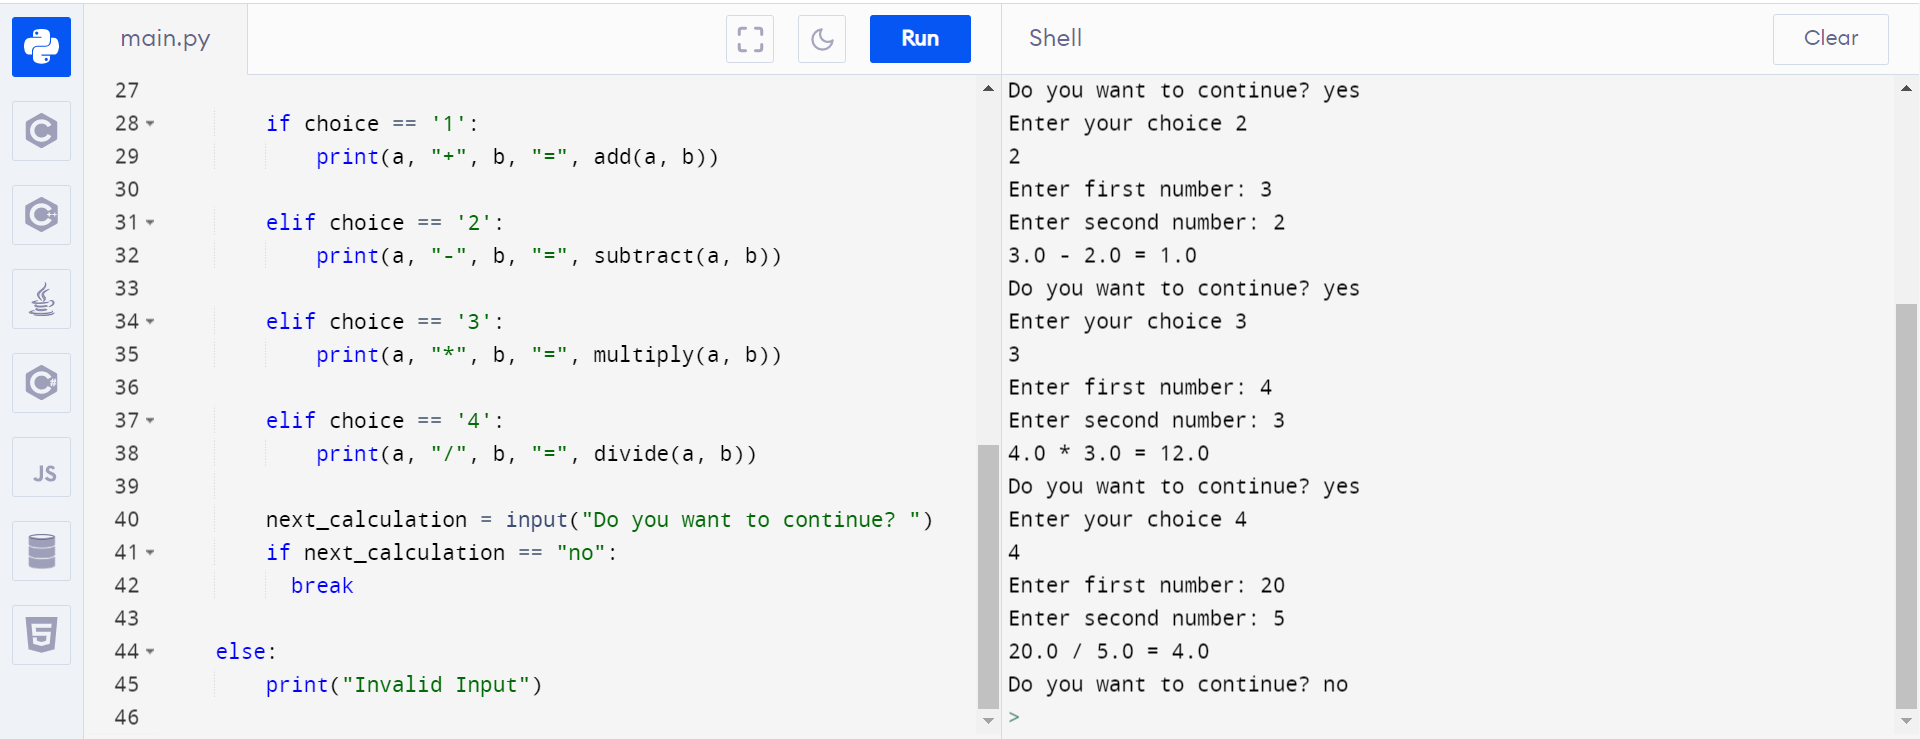 main.py
Run
Shell
Clear
JS
27
28 if choice == '1':
29 print(a, "+", b, "=", add(a, b))
30
31 elif choice == '2':
32 print(a, "-", b, "=", subtract(a, b))
33
34 elif choice == '3':
35 print(a, "*", b, "=", multiply(a, b))
36
37 elif choice == '4':
38 print(a, "/", b, "=", divide(a, b))
39
40 next_calculation = input("Do you want to continue? ")
41 if next_calculation == "no":
42 break
43
44 else:
45 print("Invalid Input")
46
Do you want to continue? yes
Enter your choice 2
2
Enter first number: 3
Enter second number: 2
3.0 - 2.0 = 1.0
Do you want to continue? yes
Enter your choice 3
3
Enter first number: 4
Enter second number: 3
4.0 * 3.0 = 12.0
Do you want to continue? yes
Enter your choice 4
4
Enter first number: 20
Enter second number: 5
20.0 / 5.0 = 4.0
Do you want to continue? no
>